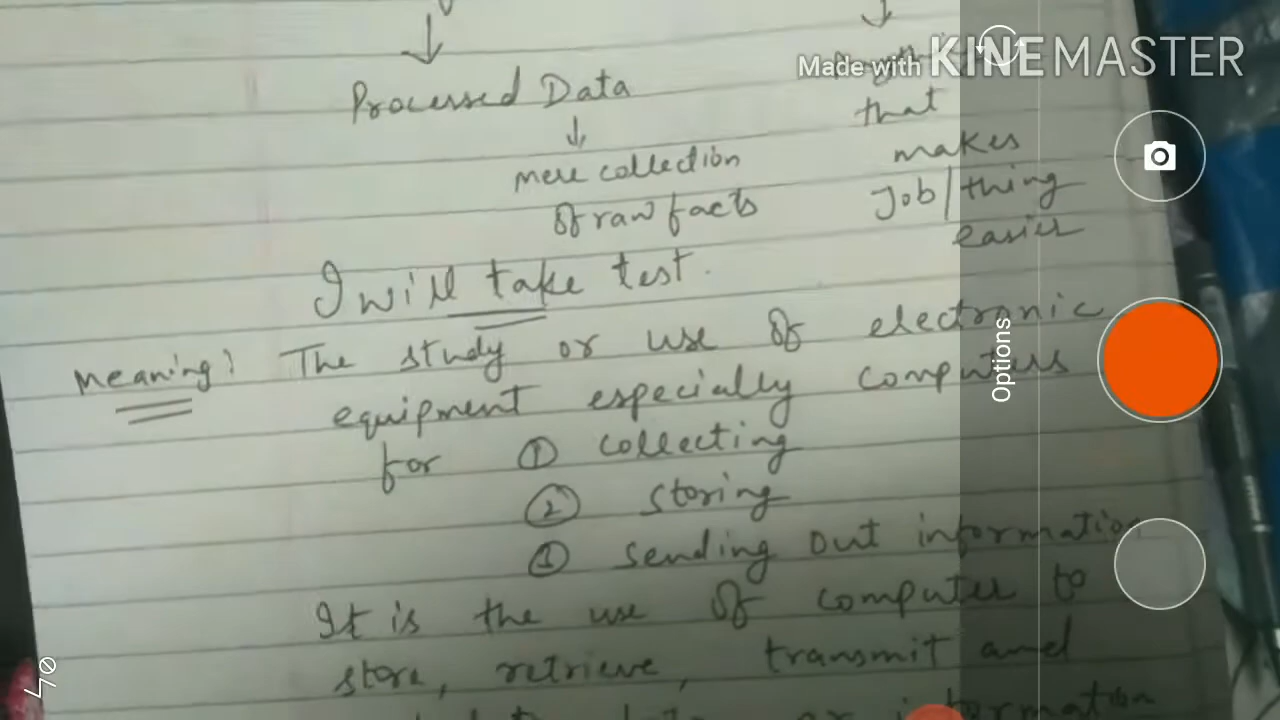 Made with KINEMASTER
Processed Data
that
mere collection
makes
of raw facts
Job/thing
easier
I will take test.
Options
Meaning: The study or use of electronic
equipment especially computers
for ① collecting
② storing
③ sending out information
It is the use of computer to
store, retrieve, transmit and